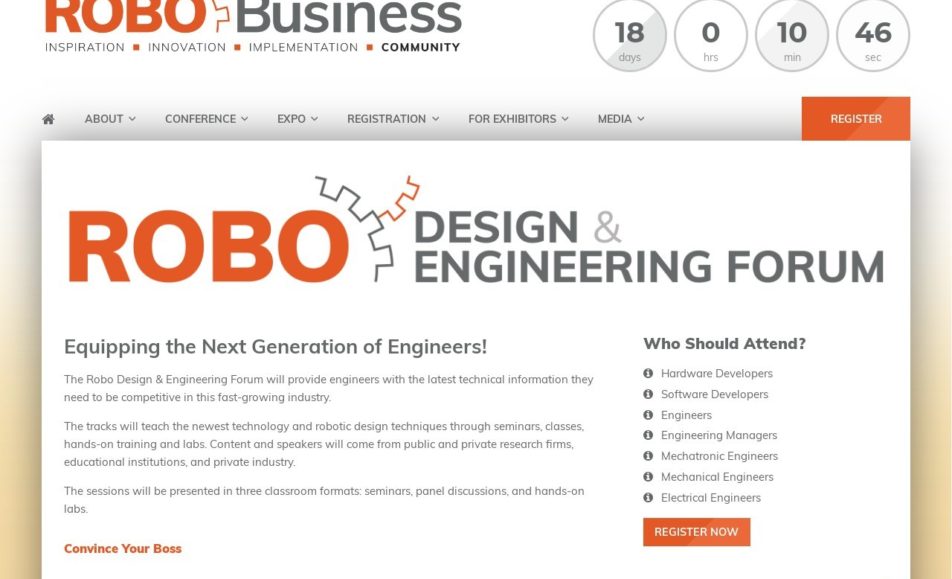 ROBO Business
INSPIRATION ■ INNOVATION ■ IMPLEMENTATION ■ COMMUNITY
18 0 10 46
days hrs min sec
ABOUT CONFERENCE EXPO REGISTRATION FOR EXHIBITORS MEDIA REGISTER
ROBO DESIGN &
ENGINEERING FORUM
Equipping the Next Generation of Engineers!
The Robo Design & Engineering Forum will provide engineers with the latest technical information they
need to be competitive in this fast-growing industry.
The tracks will teach the newest technology and robotic design techniques through seminars, classes,
hands-on training and labs. Content and speakers will come from public and private research firms,
educational institutions, and private industry.
The sessions will be presented in three classroom formats: seminars, panel discussions, and hands-on
labs.
Convince Your Boss
Who Should Attend?
Hardware Developers
Software Developers
Engineers
Engineering Managers
Mechatronic Engineers
Mechanical Engineers
Electrical Engineers
REGISTER NOW